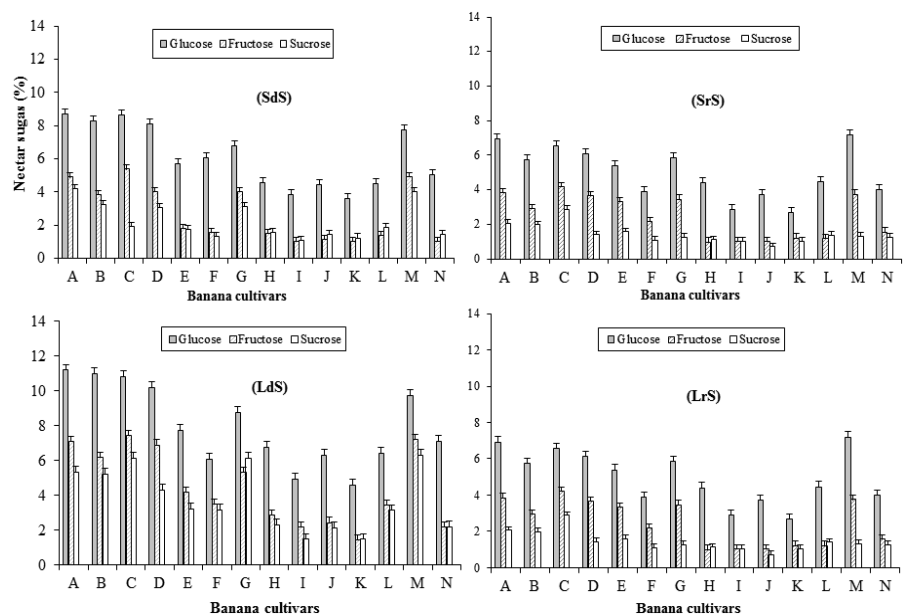 14
12
10
8
6
4
2
0
Nectar sugas (%)
Glucose Fructose Sucrose
(SdS)
A B C D E F G H I J K L M N
Banana cultivars
14
12
10
8
6
4
2
0
Glucose Fructose Sucrose
(SrS)
A B C D E F G H I J K L M N
Banana cultivars
14
12
10
8
6
4
2
0
Glucose Fructose Sucrose
(LdS)
A B C D E F G H I J K L M N
Banana cultivars
14
12
10
8
6
4
2
0
Glucose Fructose Sucrose
(LrS)
A B C D E F G H I J K L M N
Banana cultivars